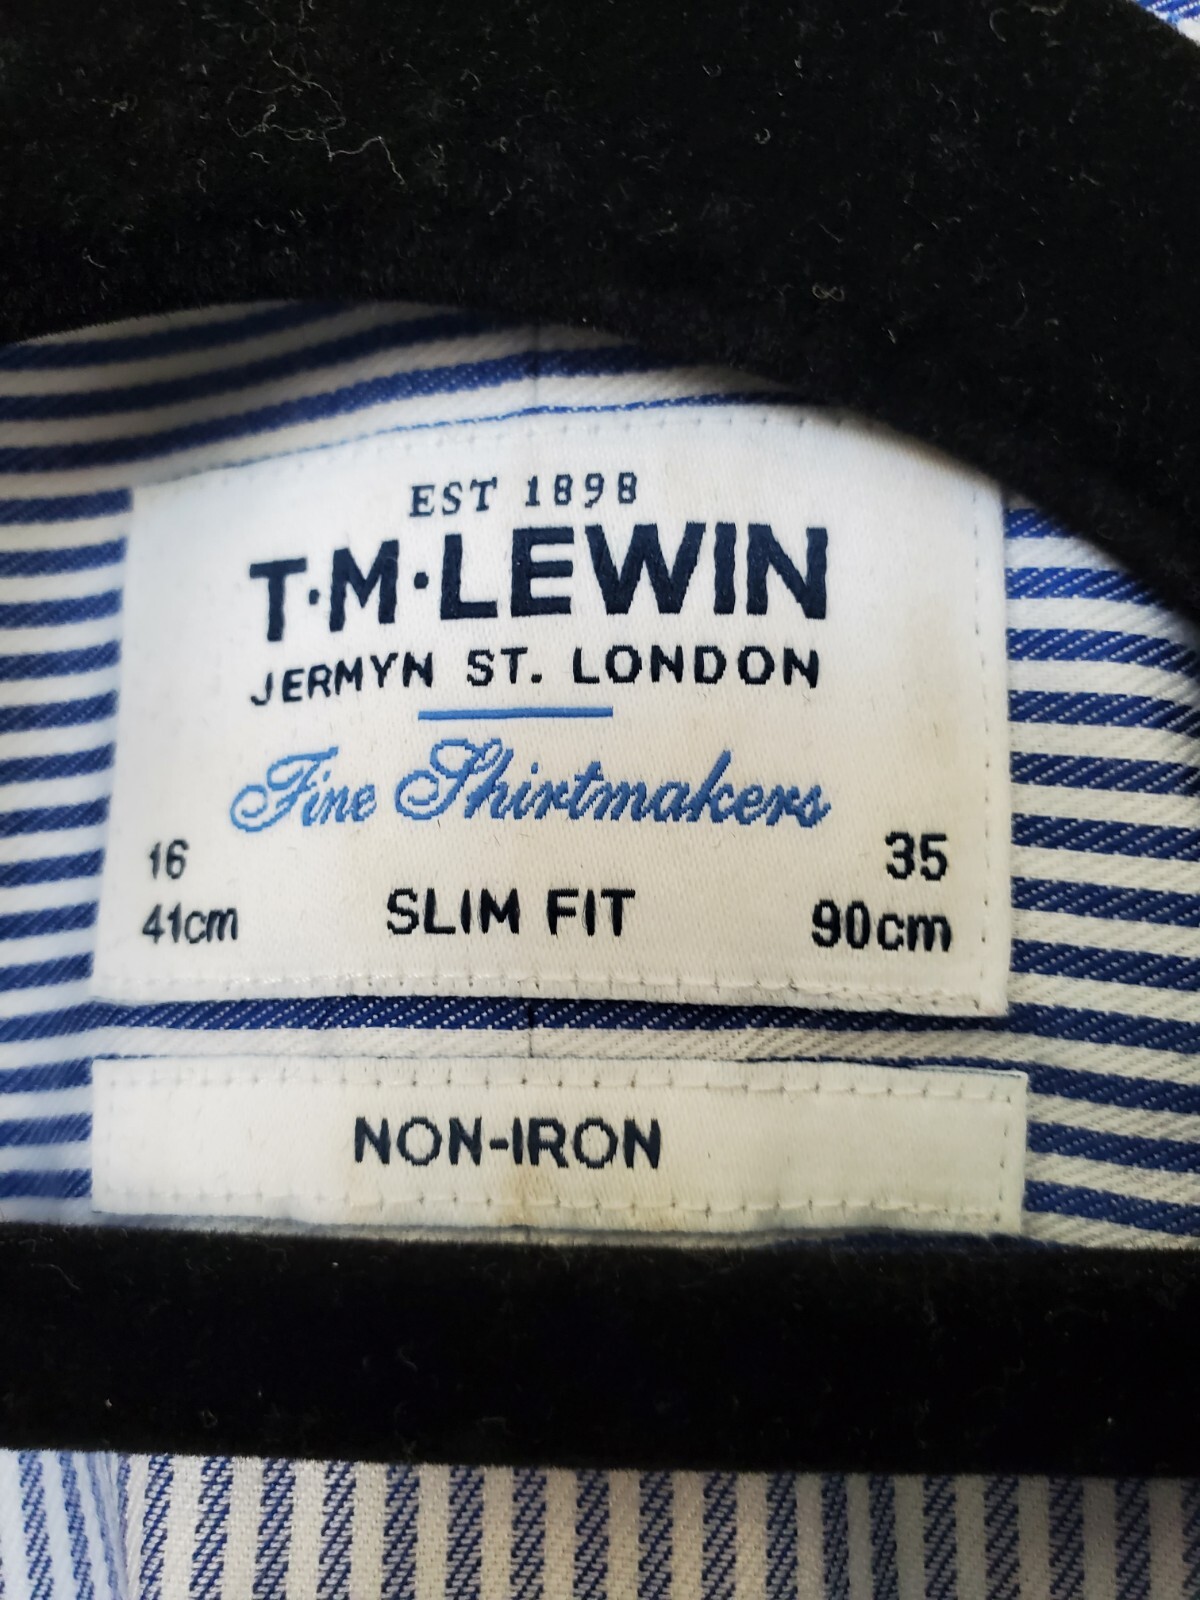 EST 1898
T·M·LEWIN
JERMYN ST. LONDON
Fine Shirtmakers
16 35
41cm SLIM FIT 90cm
NON-IRON